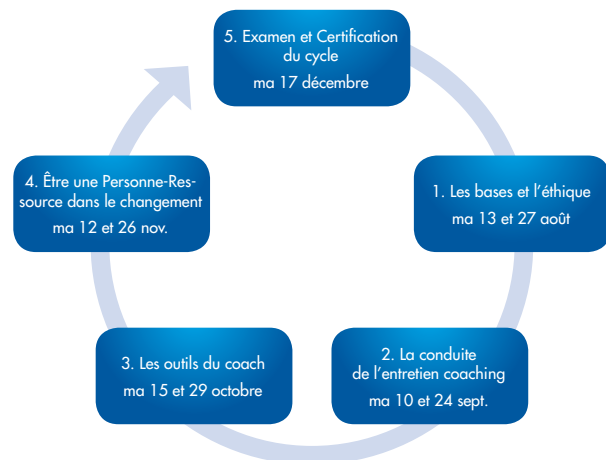 5. Examen et Certification
du cycle
ma 17 décembre
1. Les bases et l'éthique
ma 13 et 27 août
2. La conduite
de l'entretien coaching
ma 10 et 24 sept.
3. Les outils du coach
ma 15 et 29 octobre
4. Être une Personne-Res-
source dans le changement
ma 12 et 26 nov.